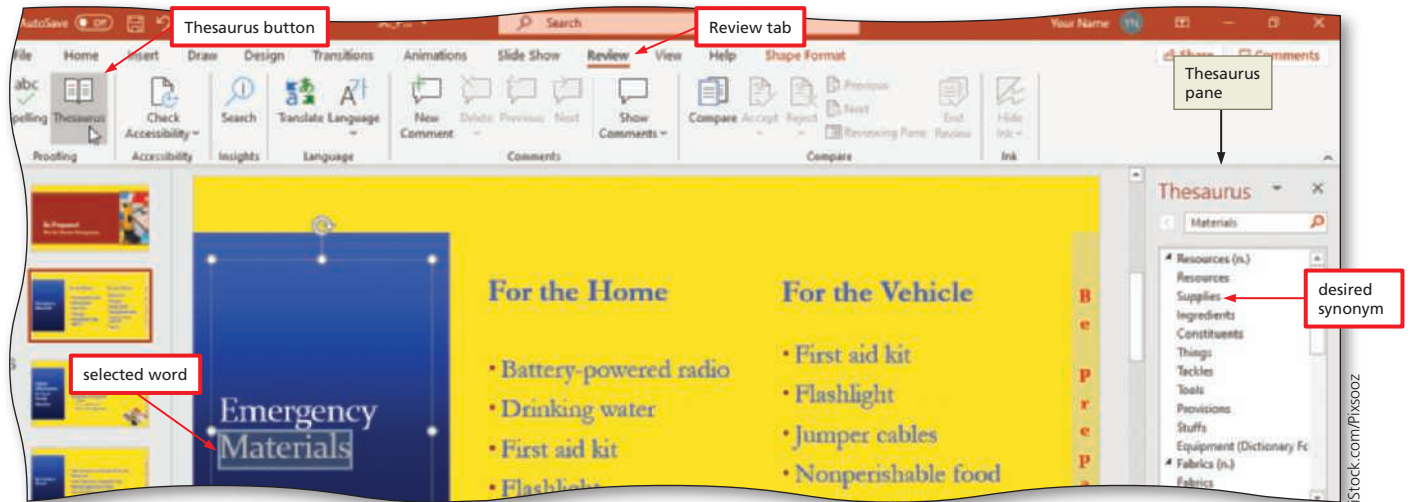 AutoSave Off
Search
Your Name YN
Thesaurus button
Review tab
File Home Insert Draw Design Transitions Animations Slide Show Review View Help Shape Format Share Comments
abc
Spelling Thesaurus Check Accessibility Search Translate Language New Comment Delete Previous Next Show Comments Compare Accept Reject Previous Next Reviewing Pane End Review Hide Ink
Proofing Accessibility Insights Language Comments Compare Ink
Thesaurus pane
Be Prepared
Thesaurus
Materials
Resources (n.)
Resources
Supplies
Ingredients
Constituents
Things
Tackles
Tools
Provisions
Stuffs
Equipment (Dictionary Fo
Fabrics (n.)
Fabrics
desired synonym
selected word
Emergency
Materials
For the Home
• Battery-powered radio
• Drinking water
• First aid kit
• Flashlight
For the Vehicle
• First aid kit
• Flashlight
• Jumper cables
• Nonperishable food
B
e
P
r
e
p
a
iStock.com/Pixsooz